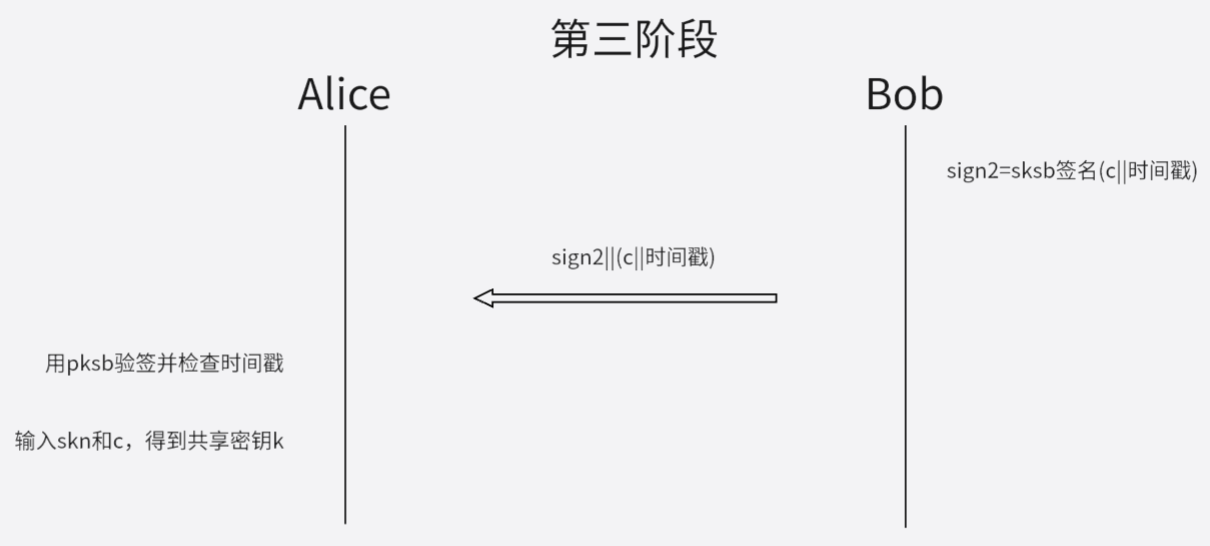 第三阶段
Alice
Bob
sign2=sksb签名(c||时间戳)
sign2||(c||时间戳)
用pksb验签并检查时间戳
输入skn和c，得到共享密钥k